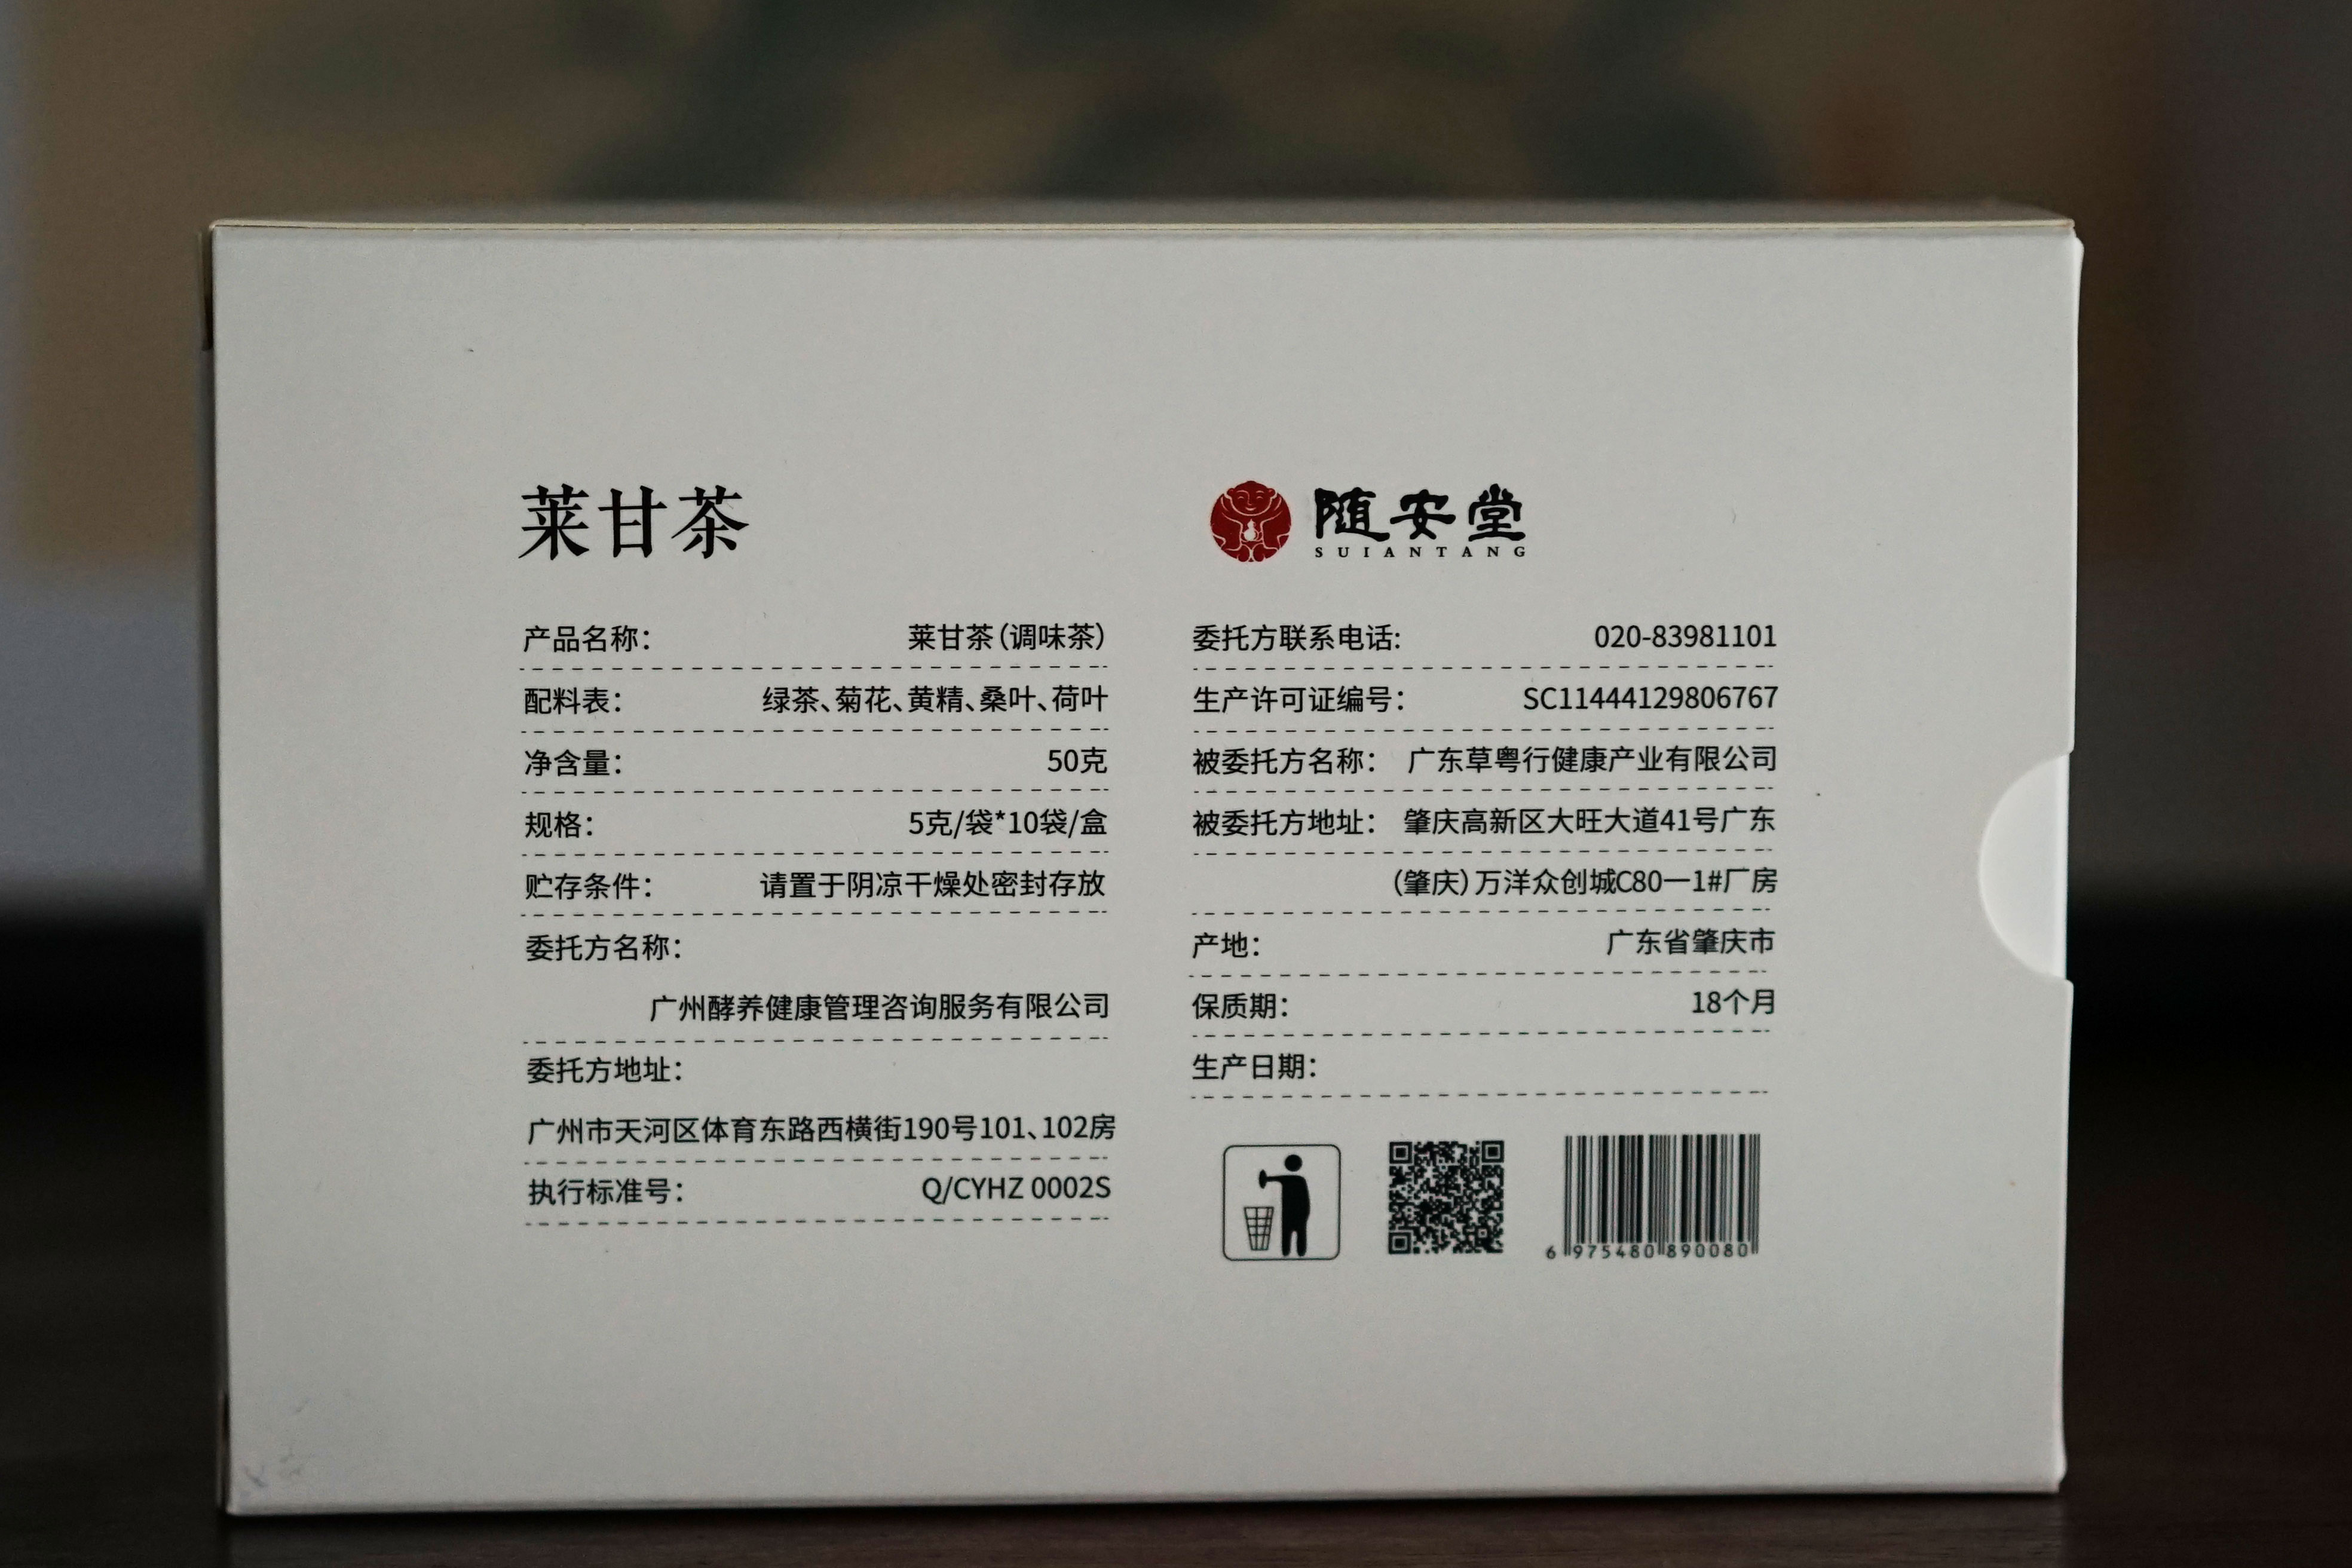 莱甘茶
产品名称： 莱甘茶（调味茶）
配料表： 绿茶、菊花、黄精、桑叶、荷叶
净含量： 50克
规格： 5克/袋*10袋/盒
贮存条件： 请置于阴凉干燥处密封存放
委托方名称：
广州酵养健康管理咨询服务有限公司
委托方地址：
广州市天河区体育东路西横街190号101、102房
执行标准号： Q/CYHZ 0002S
随安堂
SUIANTANG
委托方联系电话: 020-83981101
生产许可证编号： SC11444129806767
被委托方名称： 广东草粤行健康产业有限公司
被委托方地址： 肇庆高新区大旺大道41号广东
（肇庆）万洋众创城C80一1#厂房
产地： 广东省肇庆市
保质期： 18个月
生产日期：
6 975480 890080